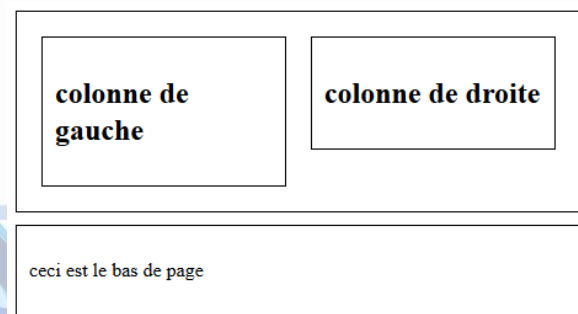 colonne de
gauche
colonne de droite
ceci est le bas de page